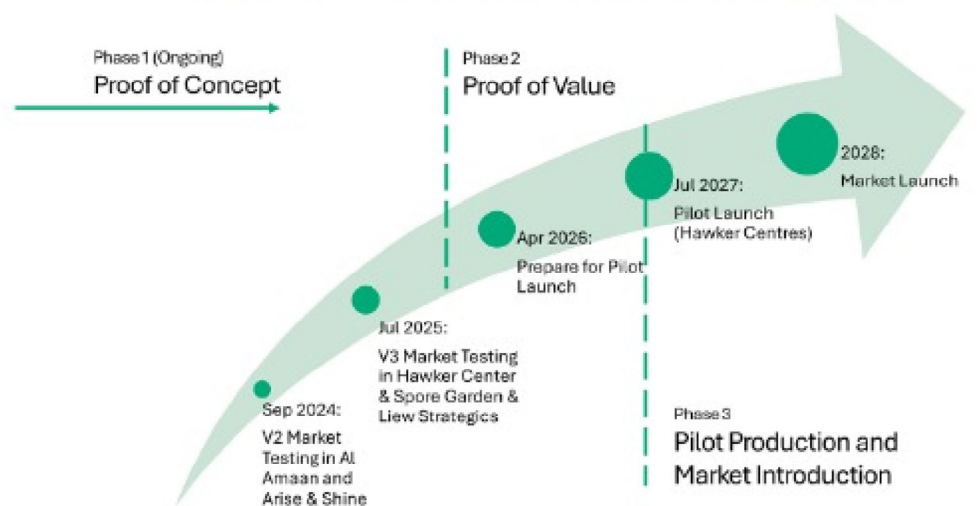 Phase 1 (Ongoing)
Proof of Concept
Phase 2
Proof of Value
2028:
Market Launch
Jul 2027:
Pilot Launch
(Hawker Centres)
Apr 2026:
Prepare for Pilot
Launch
Jul 2025:
V3 Market Testing
in Hawker Center
& Spore Garden &
Liew Strategics
Sep 2024:
V2 Market
Testing in Al
Amaan and
Arise & Shine
Phase 3
Pilot Production and
Market Introduction